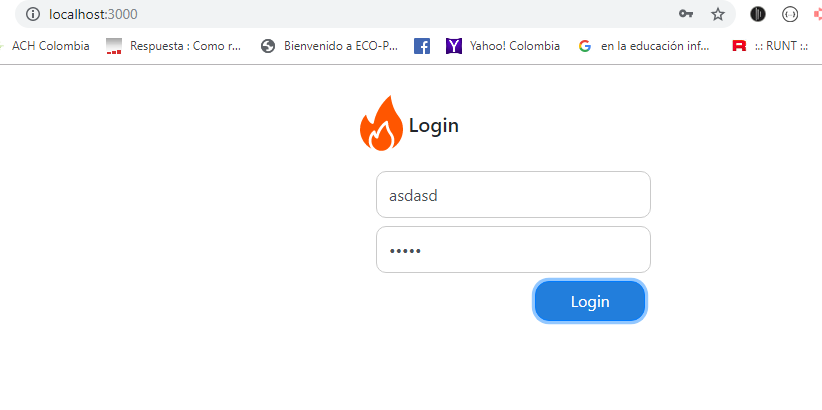 localhost:3000
ACH Colombia Respuesta : Como r... Bienvenido a ECO-P... Yahoo! Colombia en la educación inf... :.: RUNT :.:
Login
asdasd
•••••
Login